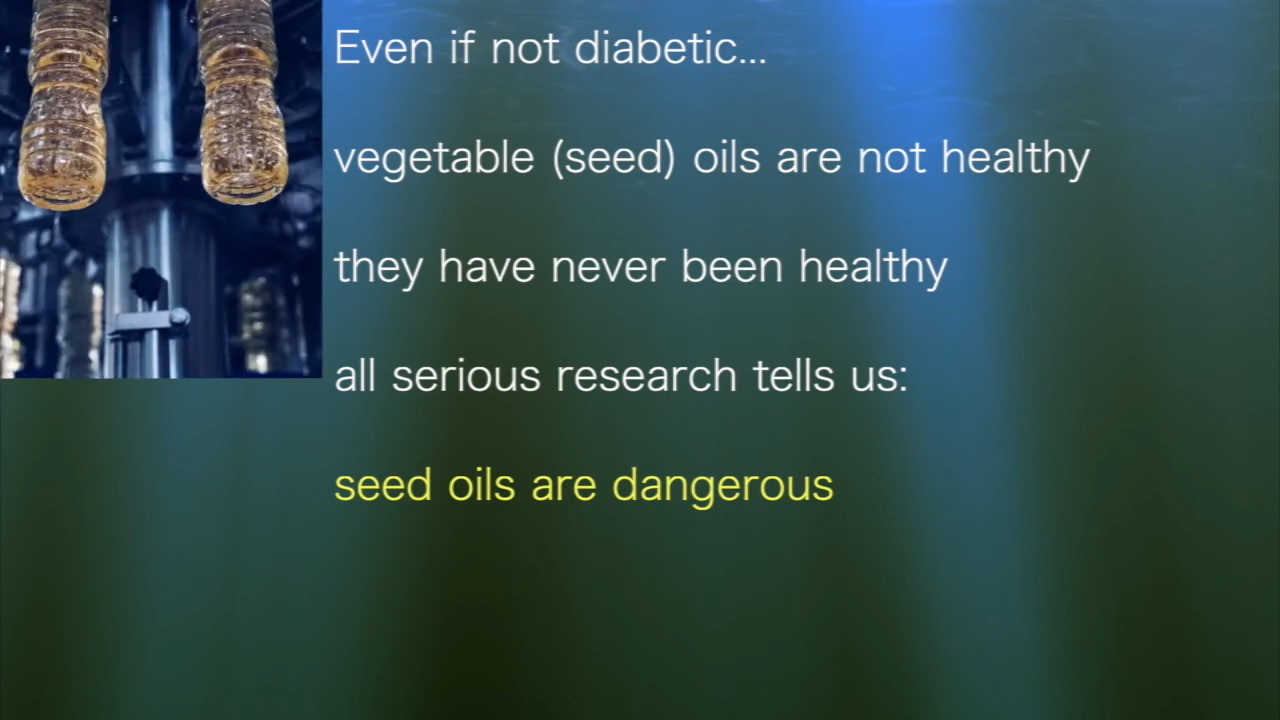 Even if not diabetic...
vegetable (seed) oils are not healthy
they have never been healthy
all serious research tells us:
seed oils are dangerous